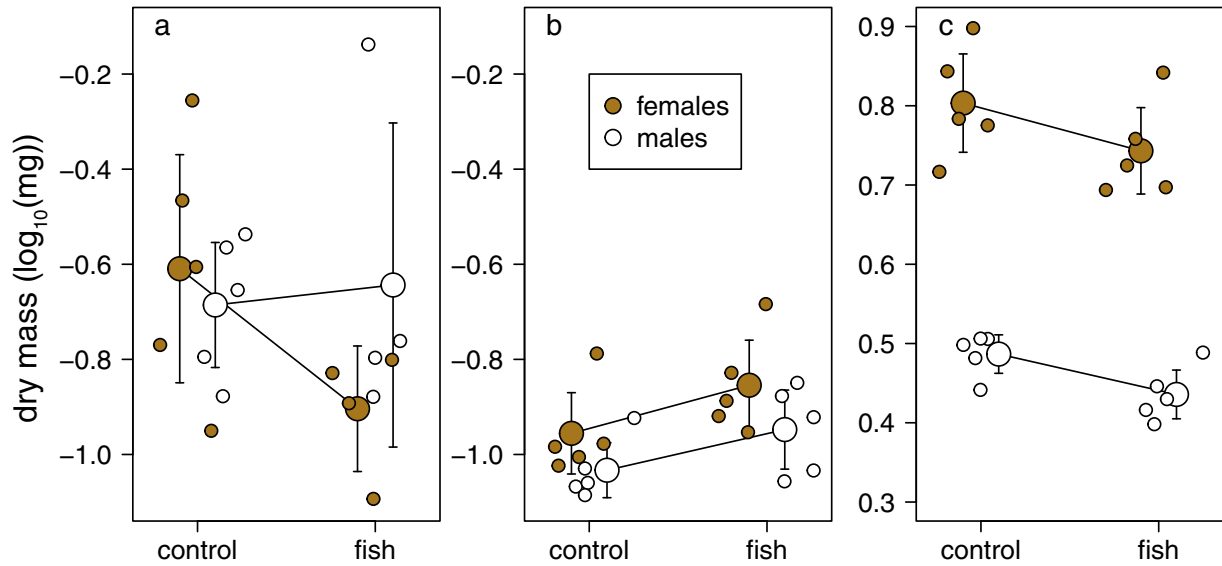 dry mass (log10(mg))
a
−0.2
−0.4
−0.6
−0.8
−1.0
control fish
b
−0.2
−0.4
−0.6
−0.8
−1.0
females
males
control fish
c
0.9
0.8
0.7
0.6
0.5
0.4
0.3
control fish